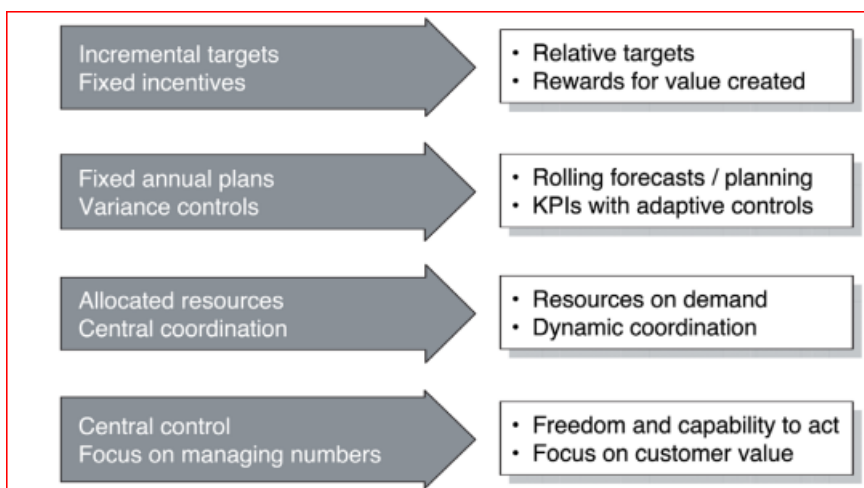 Incremental targets
Fixed incentives
• Relative targets
• Rewards for value created
Fixed annual plans
Variance controls
• Rolling forecasts / planning
• KPIs with adaptive controls
Allocated resources
Central coordination
• Resources on demand
• Dynamic coordination
Central control
Focus on managing numbers
• Freedom and capability to act
• Focus on customer value